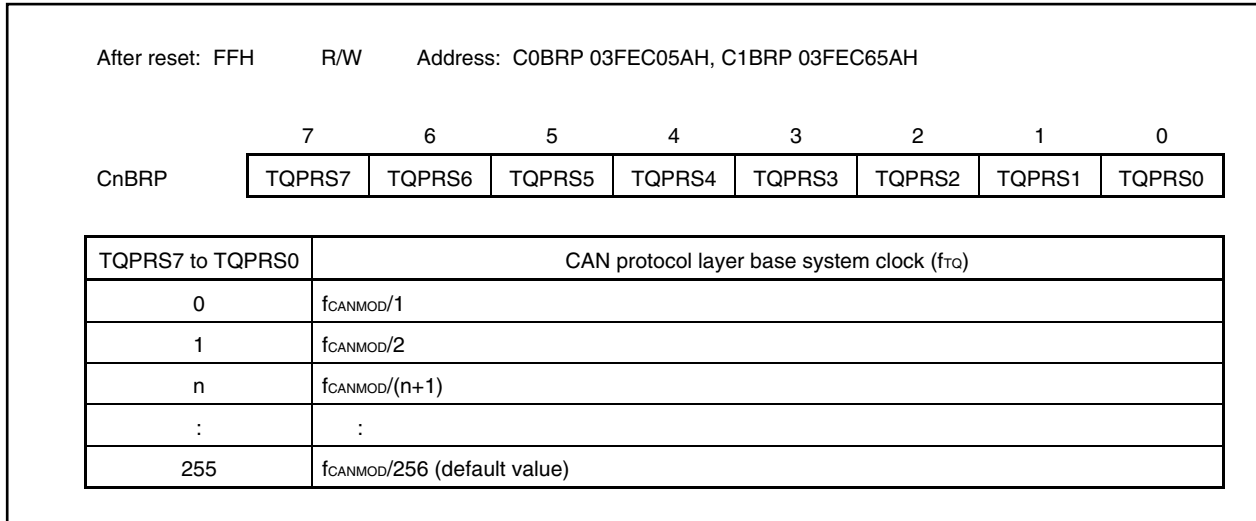 After reset: FFH R/W Address: C0BRP 03FEC05AH, C1BRP 03FEC65AH
7 6 5 4 3 2 1 0
CnBRP TQPRS7 TQPRS6 TQPRS5 TQPRS4 TQPRS3 TQPRS2 TQPRS1 TQPRS0
TQPRS7 to TQPRS0 CAN protocol layer base system clock (fTQ)
0 fCANMOD/1
1 fCANMOD/2
n fCANMOD/(n+1)
: :
255 fCANMOD/256 (default value)